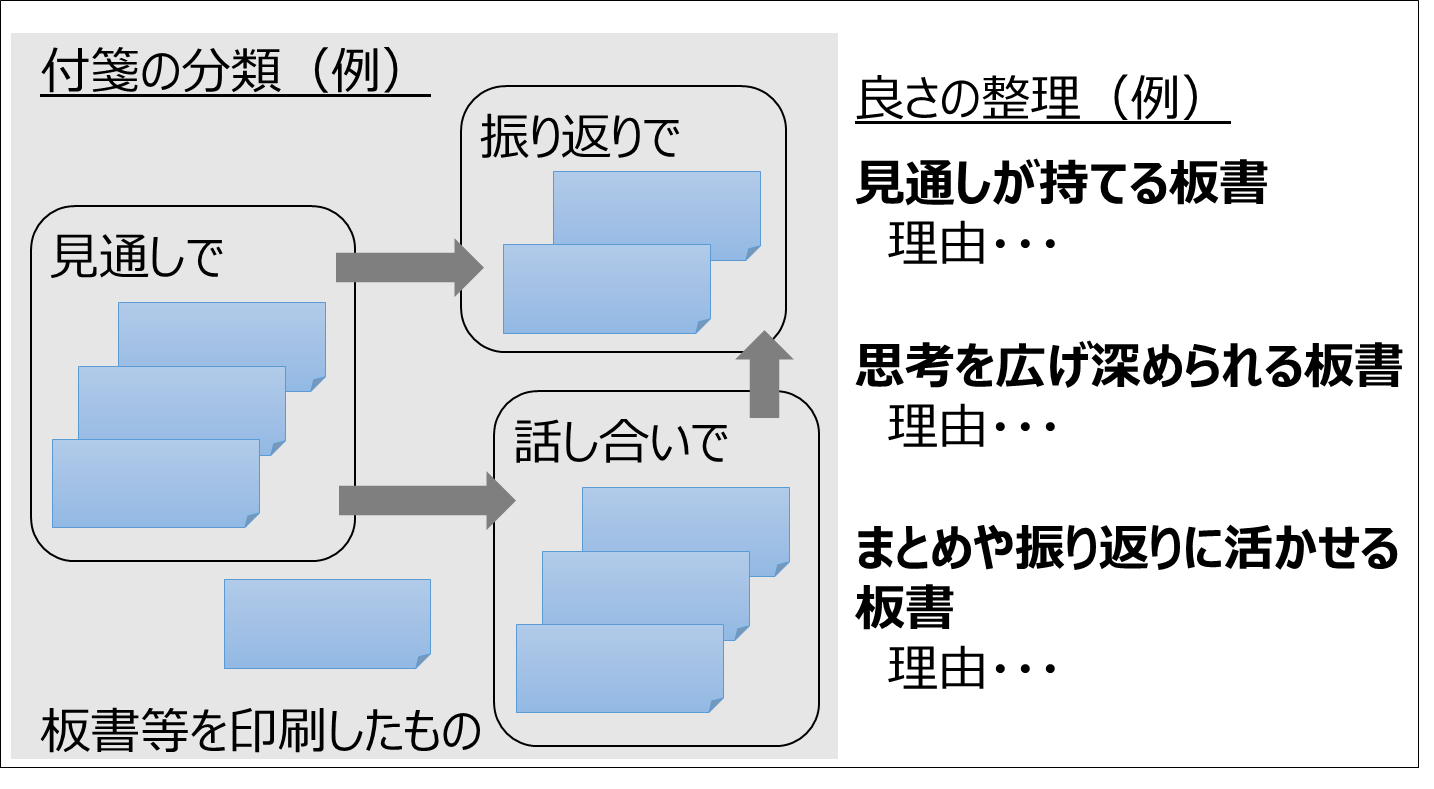 付箋の分類（例）
振り返りで
見通しで
話し合いで
板書等を印刷したもの
良さの整理（例）
見通しが持てる板書
理由・・・
思考を広げ深められる板書
理由・・・
まとめや振り返りに活かせる
板書
理由・・・